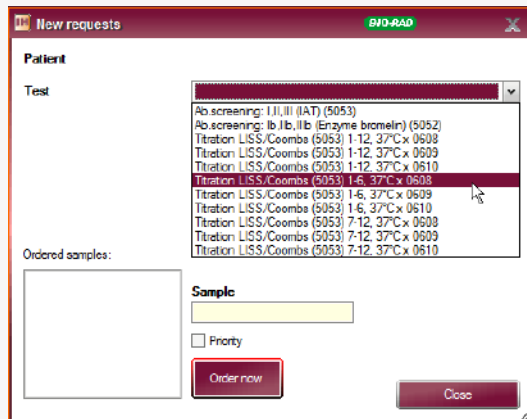 New requests
BIO-RAD
Patient
Test
Ab.screening: I,II,III (IAT) (5053)
Ab.screening: Ib,IIb,IIIb (Enzyme bromelin) (5052)
Titration LISS/Coombs (5053) 1-12, 37°C x 0608
Titration LISS/Coombs (5053) 1-12, 37°C x 0609
Titration LISS/Coombs (5053) 1-12, 37°C x 0610
Titration LISS/Coombs (5053) 1-6, 37°C x 0608
Titration LISS/Coombs (5053) 1-6, 37°C x 0609
Titration LISS/Coombs (5053) 1-6, 37°C x 0610
Titration LISS/Coombs (5053) 7-12, 37°C x 0608
Titration LISS/Coombs (5053) 7-12, 37°C x 0609
Titration LISS/Coombs (5053) 7-12, 37°C x 0610
Ordered samples:
Sample
Priority
Order now
Close